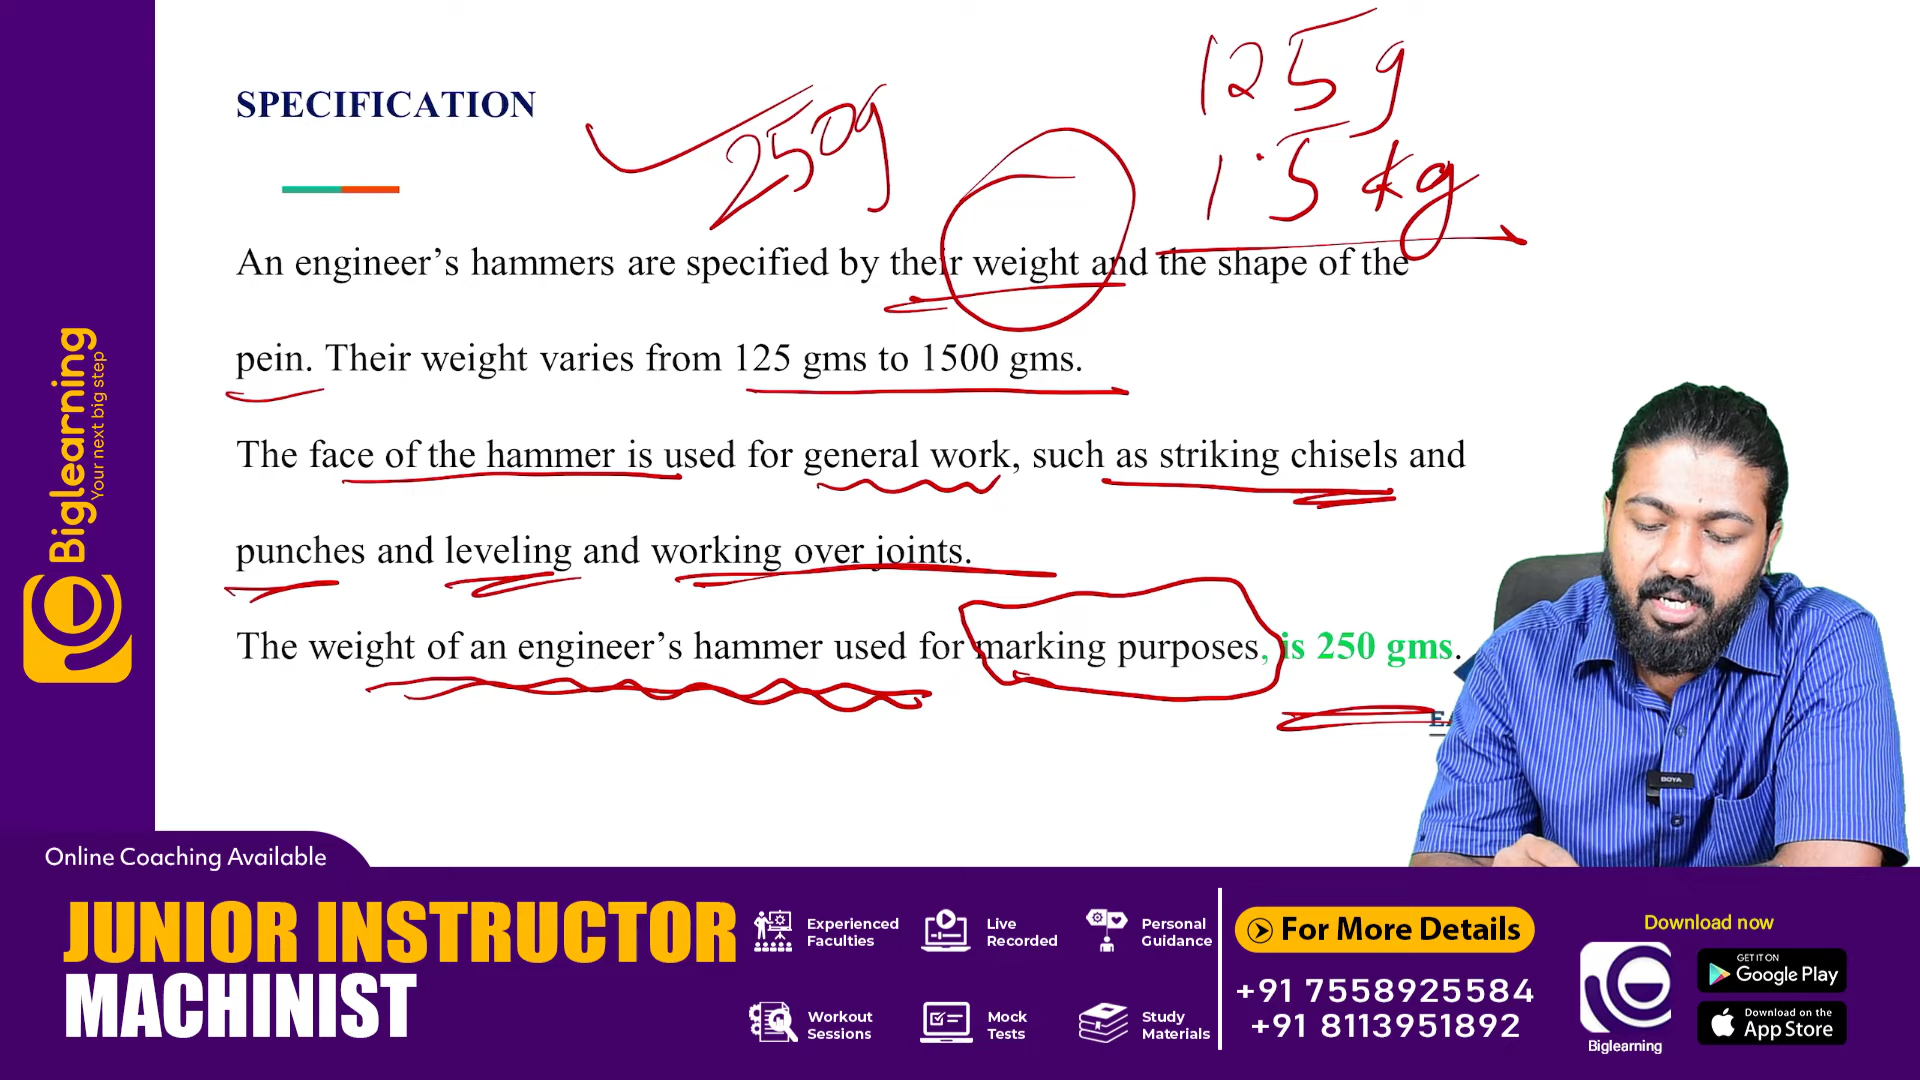 SPECIFICATION
250g
125g
1.5 kg
An engineer’s hammers are specified by their weight and the shape of the
pein. Their weight varies from 125 gms to 1500 gms.
The face of the hammer is used for general work, such as striking chisels and
punches and leveling and working over joints.
The weight of an engineer’s hammer used for marking purposes, is 250 gms.
Biglearning
Your next big step
BOYA
Online Coaching Available
JUNIOR INSTRUCTOR
MACHINIST
Experienced
Faculties
Live
Recorded
Personal
Guidance
Workout
Sessions
Mock
Tests
Study
Materials
For More Details
+91 7558925584
+91 8113951892
Download now
Biglearning
GET IT ON
Google Play
Download on the
App Store